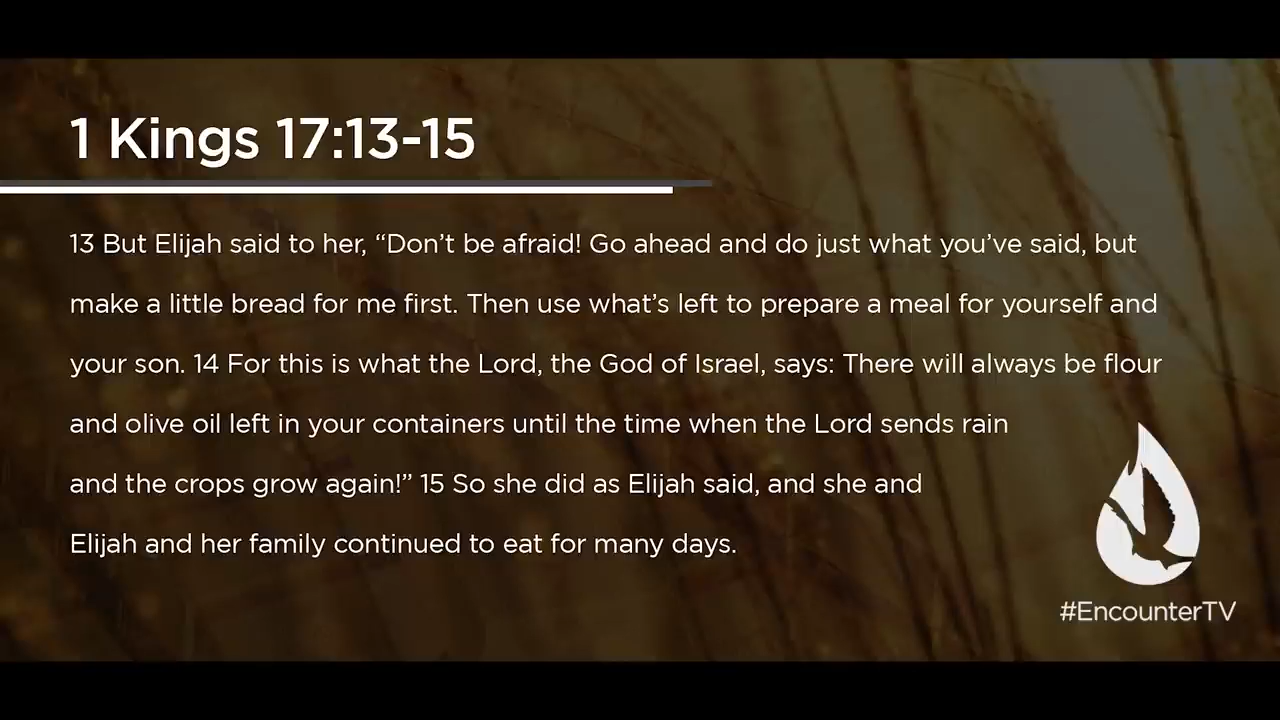 1 Kings 17:13-15
13 But Elijah said to her, “Don’t be afraid! Go ahead and do just what you’ve said, but
make a little bread for me first. Then use what’s left to prepare a meal for yourself and
your son. 14 For this is what the Lord, the God of Israel, says: There will always be flour
and olive oil left in your containers until the time when the Lord sends rain
and the crops grow again!” 15 So she did as Elijah said, and she and
Elijah and her family continued to eat for many days.
#EncounterTV